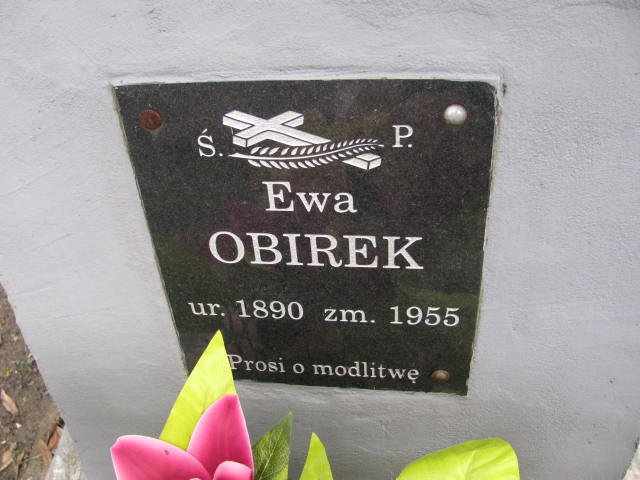 Ś. P.
Ewa
OBIREK
ur. 1890 zm. 1955
Prosi o modlitwę